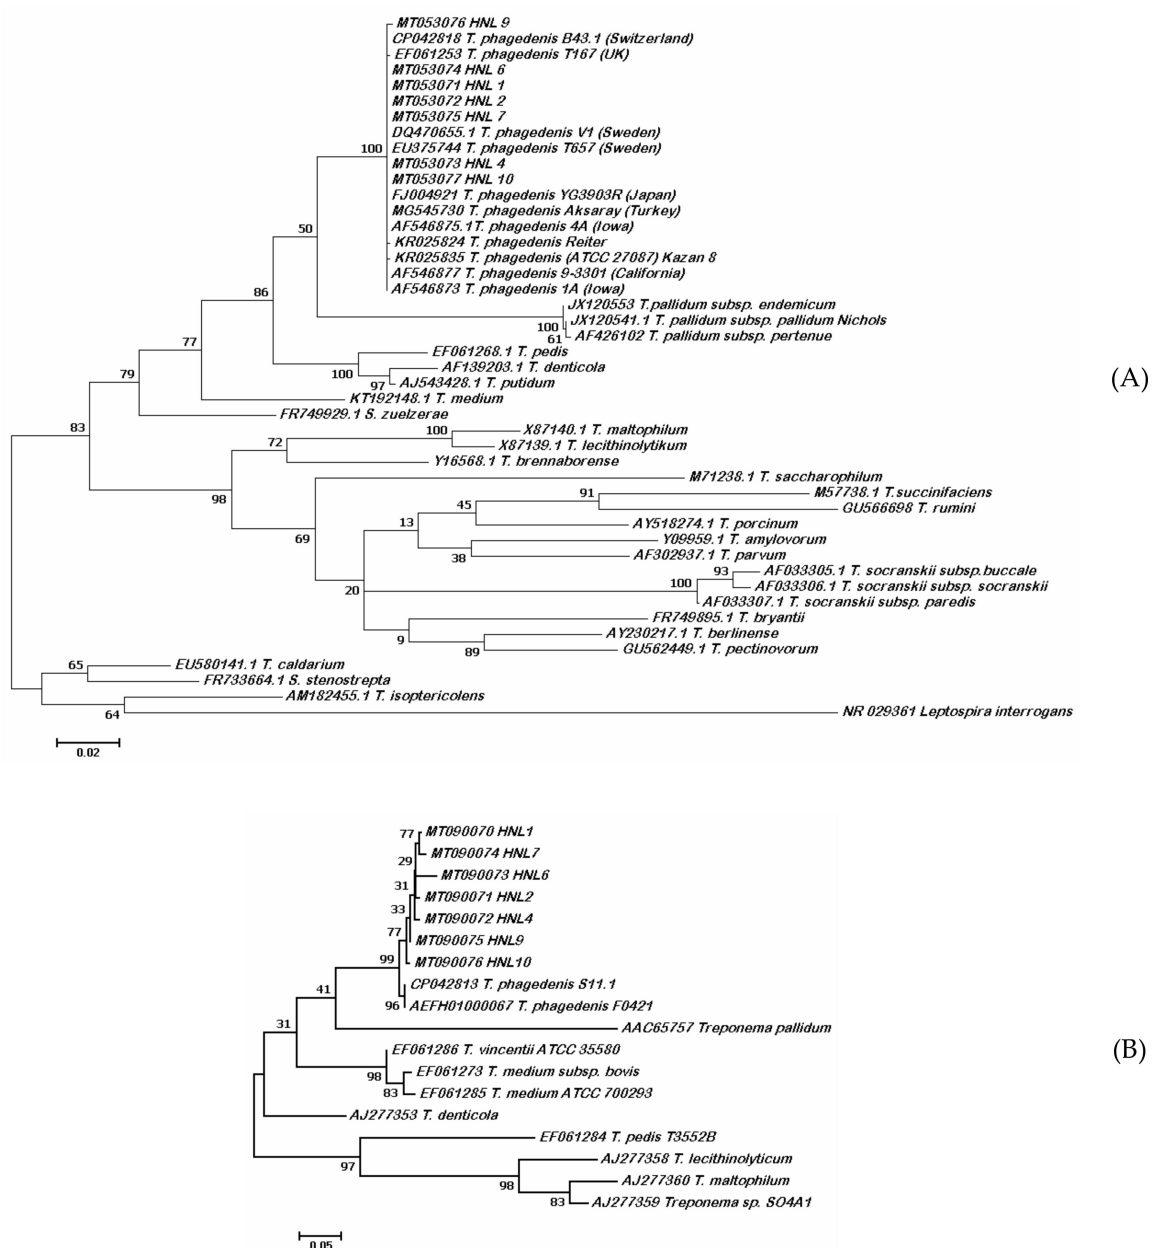 MT053076 HNL 9
CP042818 T. phagedenis B43.1 (Switzerland)
EF061253 T. phagedenis T167 (UK)
MT053074 HNL 6
MT053071 HNL 1
MT053072 HNL 2
MT053075 HNL 7
DQ470655.1 T. phagedenis V1 (Sweden)
EU375744 T. phagedenis T657 (Sweden)
100
MT053073 HNL 4
MT053077 HNL 10
FJ004921 T. phagedenis YG3903R (Japan)
MG545730 T. phagedenis Aksaray (Turkey)
AF546875.1T. phagedenis 4A (Iowa)
50
KR025824 T. phagedenis Reiter
KR025835 T. phagedenis (ATCC 27087) Kazan 8
AF546877 T. phagedenis 9-3301 (California)
AF546873 T. phagedenis 1A (Iowa)
86
JX120553 T.pallidum subsp. endemicum
JX120541.1 T. pallidum subsp. pallidum Nichols
100
AF426102 T. pallidum subsp. pertenue
61
77
EF061268.1 T. pedis
AF139203.1 T. denticola
100
AJ543428.1 T. putidum
97
79
KT192148.1 T. medium
FR749929.1 S. zuelzerae
83
X87140.1 T. maltophilum
100
X87139.1 T. lecithinolytikum
72
Y16568.1 T. brennaborense
98
M71238.1 T. saccharophilum
M57738.1 T.succinifaciens
91
GU566698 T. rumini
45
AY518274.1 T. porcinum
13
Y09959.1 T. amylovorum
69
AF302937.1 T. parvum
38
AF033305.1 T. socranskii subsp.buccale
93
AF033306.1 T. socranskii subsp. socranskii
100
AF033307.1 T. socranskii subsp. paredis
20
FR749895.1 T. bryantii
AY230217.1 T. berlinense
9
GU562449.1 T. pectinovorum
89
EU580141.1 T. caldarium
65
FR733664.1 S. stenostrepta
AM182455.1 T. isoptericolens
NR 029361 Leptospira interrogans
64
0.02
(A)
MT090070 HNL1
77
MT090074 HNL7
29
MT090073 HNL6
31
MT090071 HNL2
33
MT090072 HNL4
77
MT090075 HNL9
99
MT090076 HNL10
CP042813 T. phagedenis S11.1
41
AEFH01000067 T. phagedenis F0421
96
31
AAC65757 Treponema pallidum
EF061286 T. vincentii ATCC 35580
EF061273 T. medium subsp. bovis
98
EF061285 T. medium ATCC 700293
83
AJ277353 T. denticola
EF061284 T. pedis T3552B
97
AJ277358 T. lecithinolyticum
98
AJ277360 T. maltophilum
83
AJ277359 Treponema sp. SO4A1
0.05
(B)